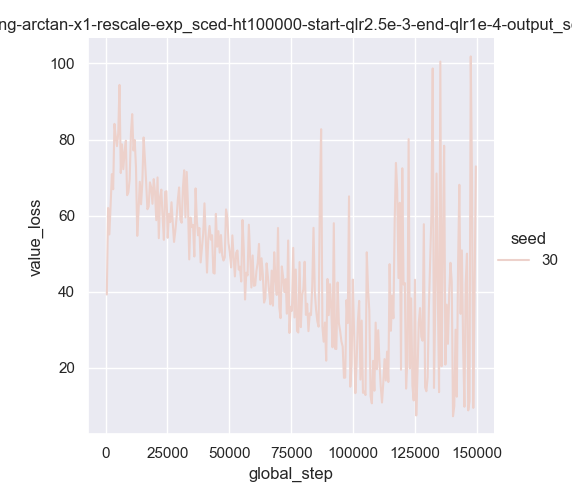 ng-arctan-x1-rescale-exp_sced-ht100000-start-qlr2.5e-3-end-qlr1e-4-output_s
100
80
60
40
20
value_loss
0 25000 50000 75000 100000 125000 150000
global_step
seed
30